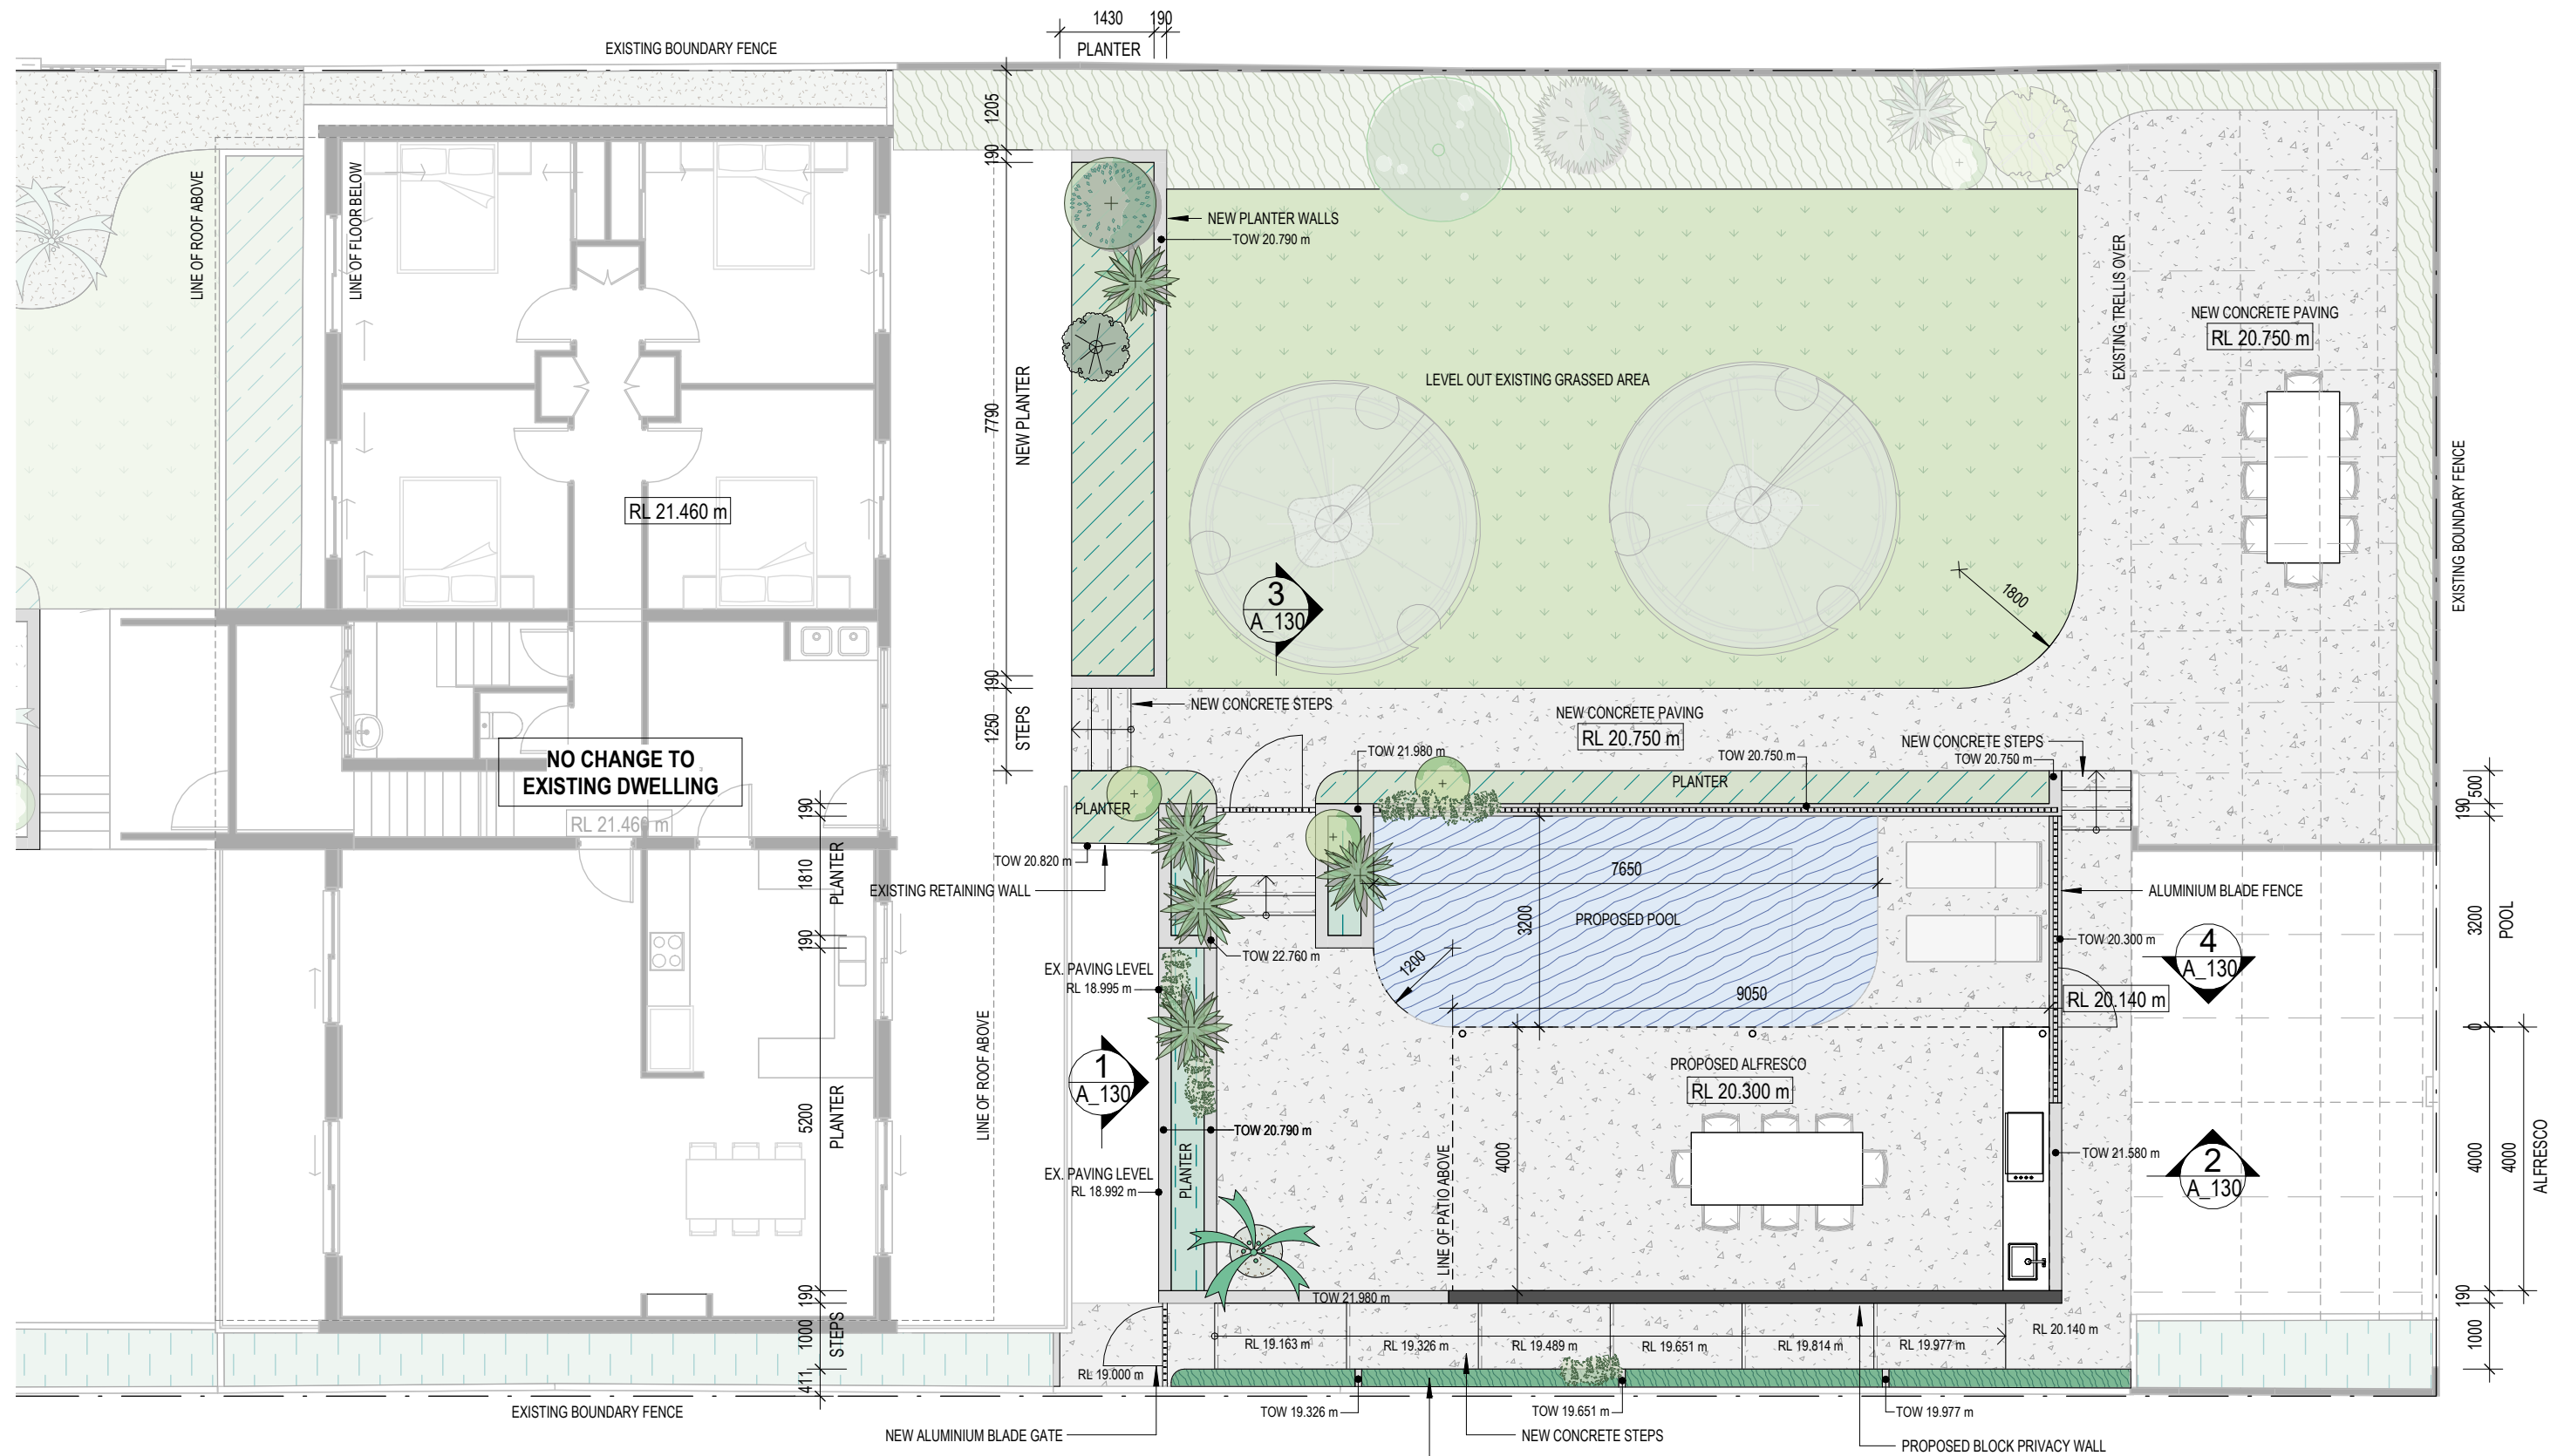 1430
190
PLANTER
EXISTING BOUNDARY FENCE
1205
190
LINE OF ROOF ABOVE
LINE OF FLOOR BELOW
NEW PLANTER WALLS
TOW 20.790 m
EXISTING TRELLIS OVER
NEW CONCRETE PAVING
RL 20.750 m
LEVEL OUT EXISTING GRASSED AREA
7790
NEW PLANTER
EXISTING BOUNDARY FENCE
RL 21.460 m
3
A_130
1800
190
1250
STEPS
NEW CONCRETE STEPS
NEW CONCRETE PAVING
RL 20.750 m
TOW 21.980 m
TOW 20.750 m
NEW CONCRETE STEPS
TOW 20.750 m
NO CHANGE TO
EXISTING DWELLING
RL 21.460 m
PLANTER
PLANTER
500
190
190
1810
PLANTER
190
TOW 20.820 m
EXISTING RETAINING WALL
7650
3200
PROPOSED POOL
ALUMINIUM BLADE FENCE
3200
POOL
TOW 20.300 m
4
A_130
TOW 22.760 m
EX. PAVING LEVEL
RL 18.995 m
1200
9050
RL 20.140 m
0
LINE OF ROOF ABOVE
1
A_130
PROPOSED ALFRESCO
RL 20.300 m
5200
PLANTER
TOW 20.790 m
4000
TOW 21.580 m
2
A_130
4000
4000
ALFRESCO
EX. PAVING LEVEL
RL 18.992 m
PLANTER
LINE OF PATIO ABOVE
190
TOW 21.980 m
190
1000
STEPS
RL 19.163 m
RL 19.326 m
RL 19.489 m
RL 19.651 m
RL 19.814 m
RL 19.977 m
RL 20.140 m
1000
411
RL 19.000 m
EXISTING BOUNDARY FENCE
TOW 19.326 m
TOW 19.651 m
TOW 19.977 m
NEW ALUMINIUM BLADE GATE
NEW CONCRETE STEPS
PROPOSED BLOCK PRIVACY WALL